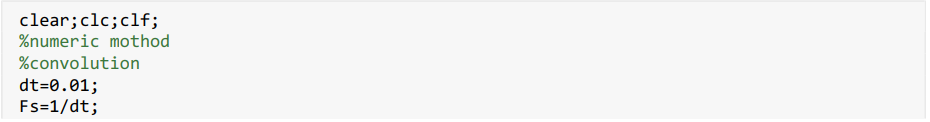 clear;clc;clf;
%numeric mothod
%convolution
dt=0.01;
Fs=1/dt;